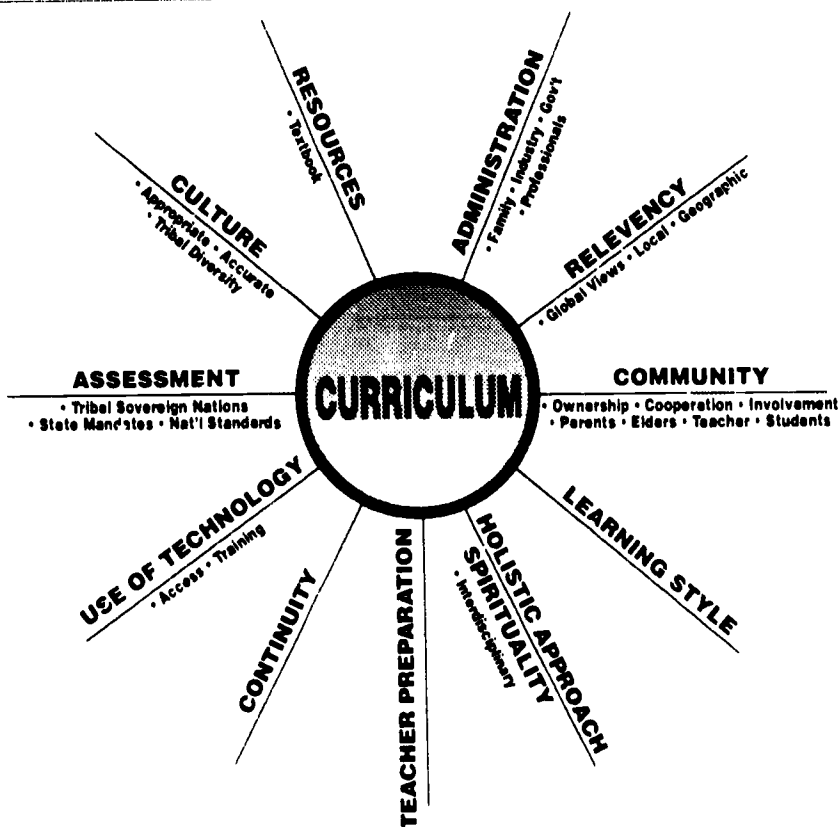 RESOURCES
• Textbook
ADMINISTRATION
• Family • Industry • Gov't
• Professionals
CULTURE
• Appropriate • Accurate
• Tribal Diversity
RELEVENCY
• Global Views • Local • Geographic
ASSESSMENT
• Tribal Sovereign Nations
• State Mandates • Nat'l Standards
CURRICULUM
COMMUNITY
• Ownership • Cooperation • Involvement
• Parents • Elders • Teacher • Students
USE OF TECHNOLOGY
• Access • Training
CONTINUITY
TEACHER PREPARATION
HOLISTIC APPROACH
SPIRITUALITY
• Interdisciplinary
LEARNING STYLE